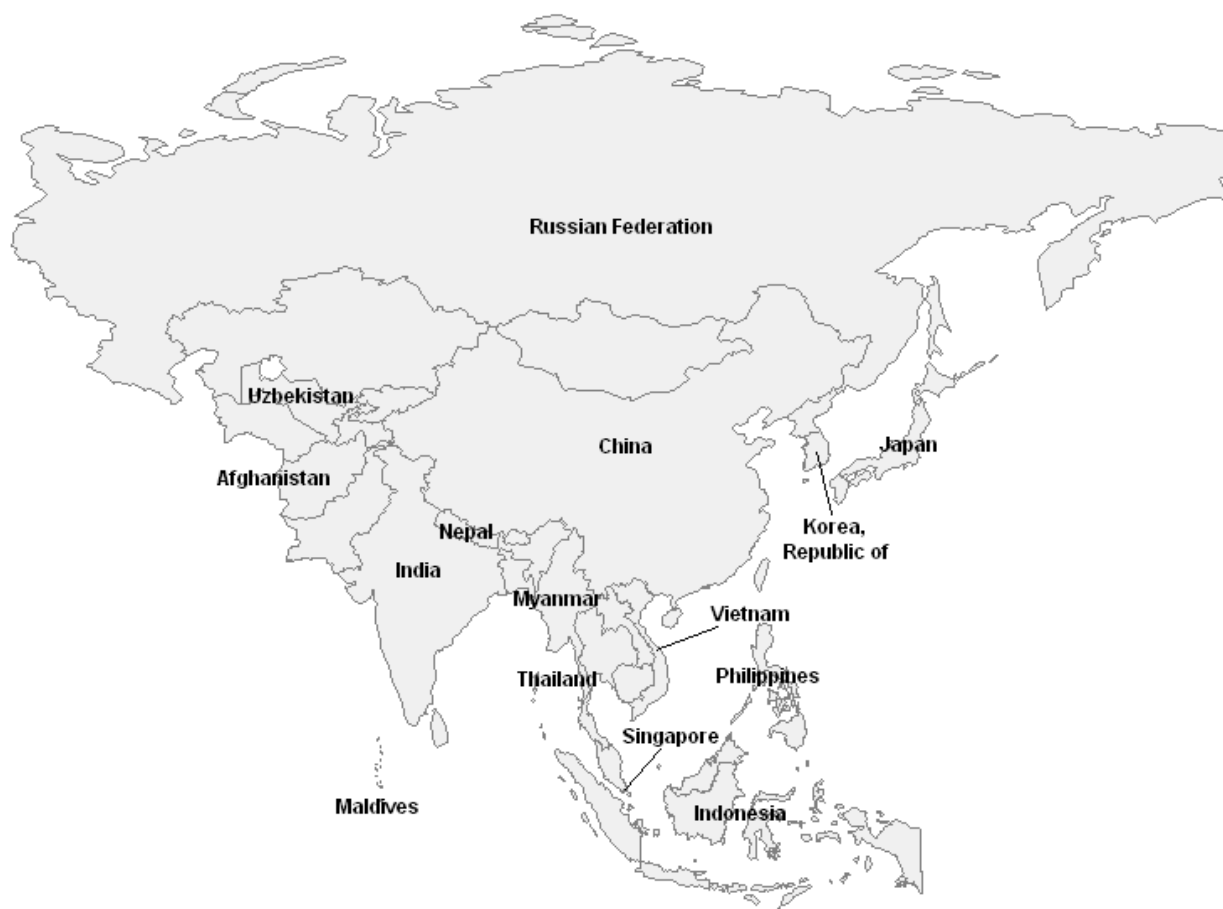 Russian Federation
Uzbekistan
China
Japan
Afghanistan
Nepal
Korea,
Republic of
India
Myanmar
Vietnam
Thailand
Philippines
Singapore
Maldives
Indonesia